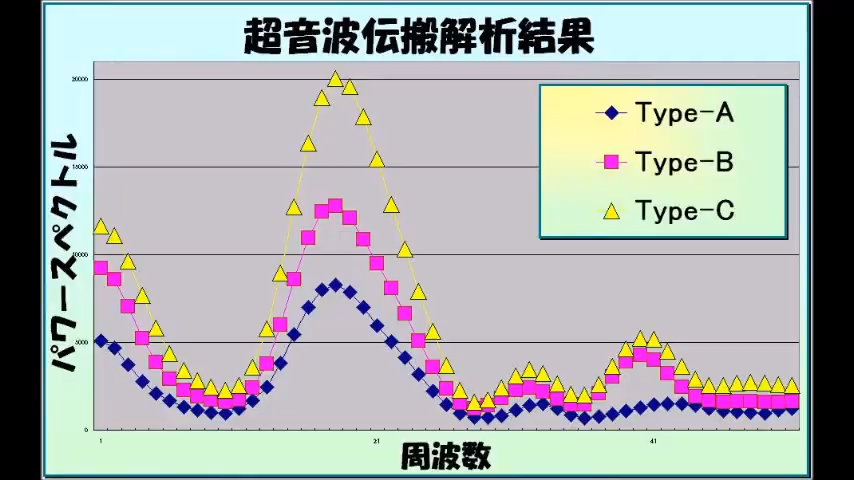 超音波伝搬解析結果
パワースペクトル
20000
15000
10000
5000
0
1
21
41
周波数
Type-A
Type-B
Type-C